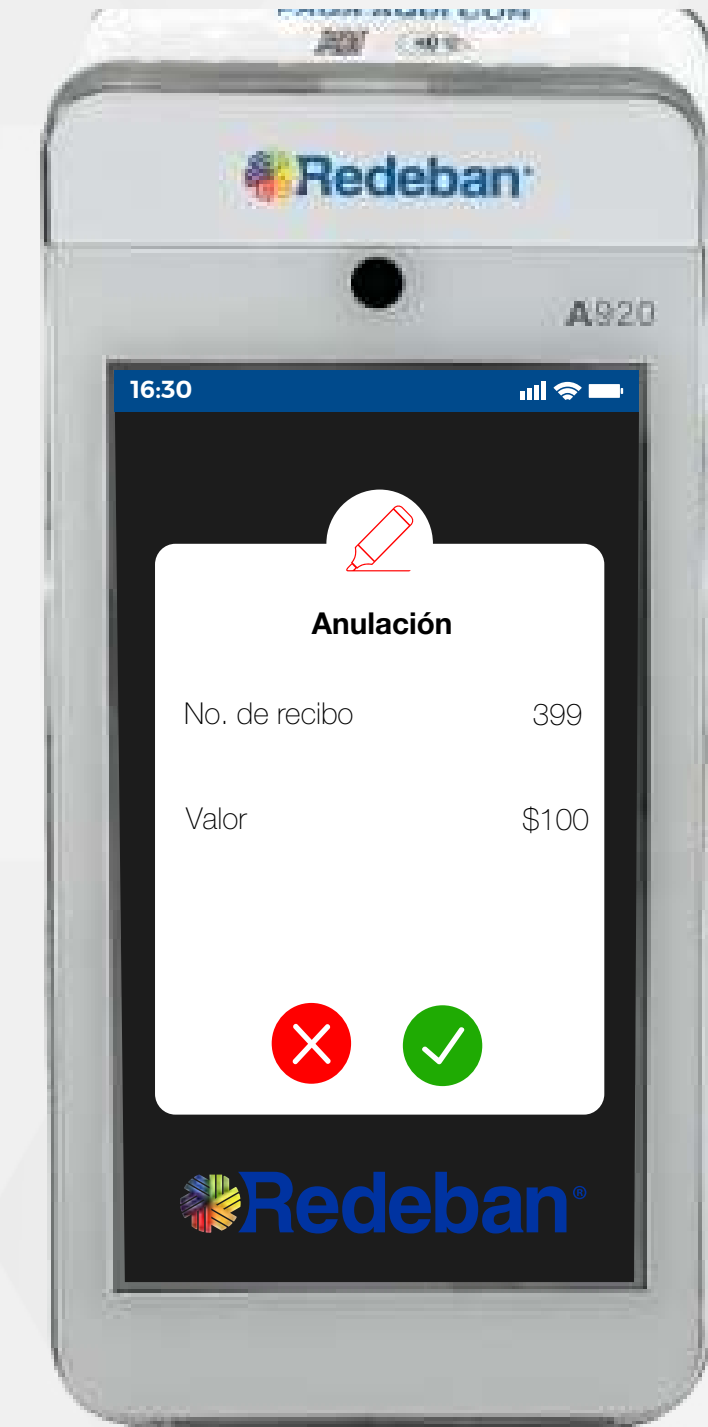 Redeban
A920
16:30
Anulación
No. de recibo 399
Valor $100
Redeban®